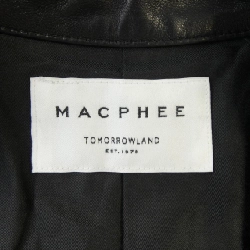 MACPHEE
TOMORROWLAND
EST. 1978